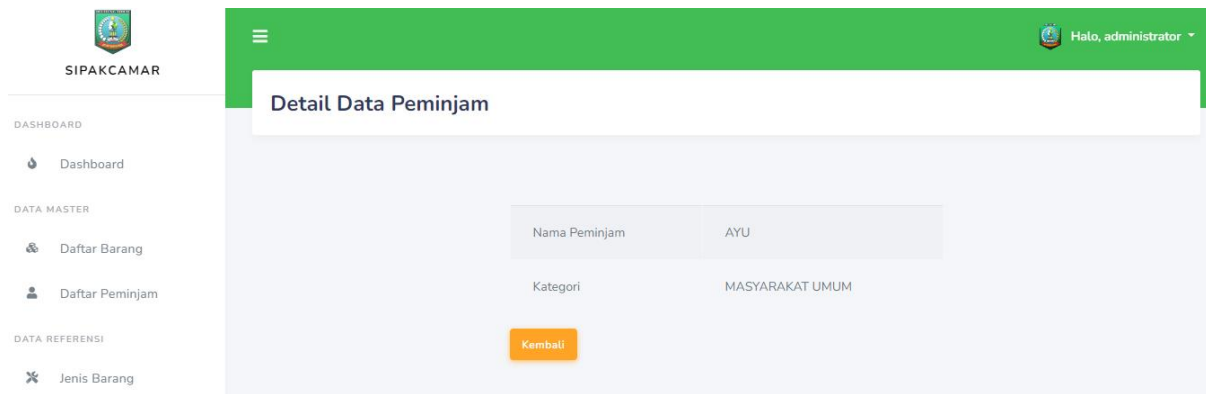 SIPAKCAMAR
DASHBOARD
Dashboard
DATA MASTER
Daftar Barang
Daftar Peminjam
DATA REFERENSI
Jenis Barang
Halo, administrator
Detail Data Peminjam
Nama Peminjam AYU
Kategori MASYARAKAT UMUM
Kembali